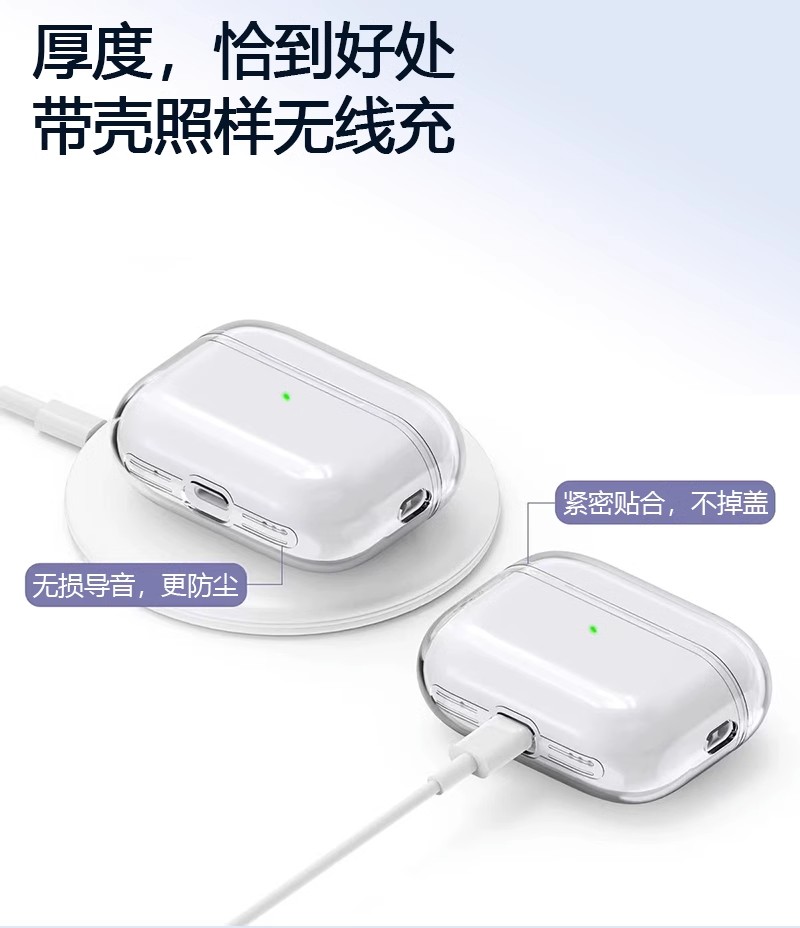 厚度，恰到好处
带壳照样无线充
紧密贴合，不掉盖
无损导音，更防尘